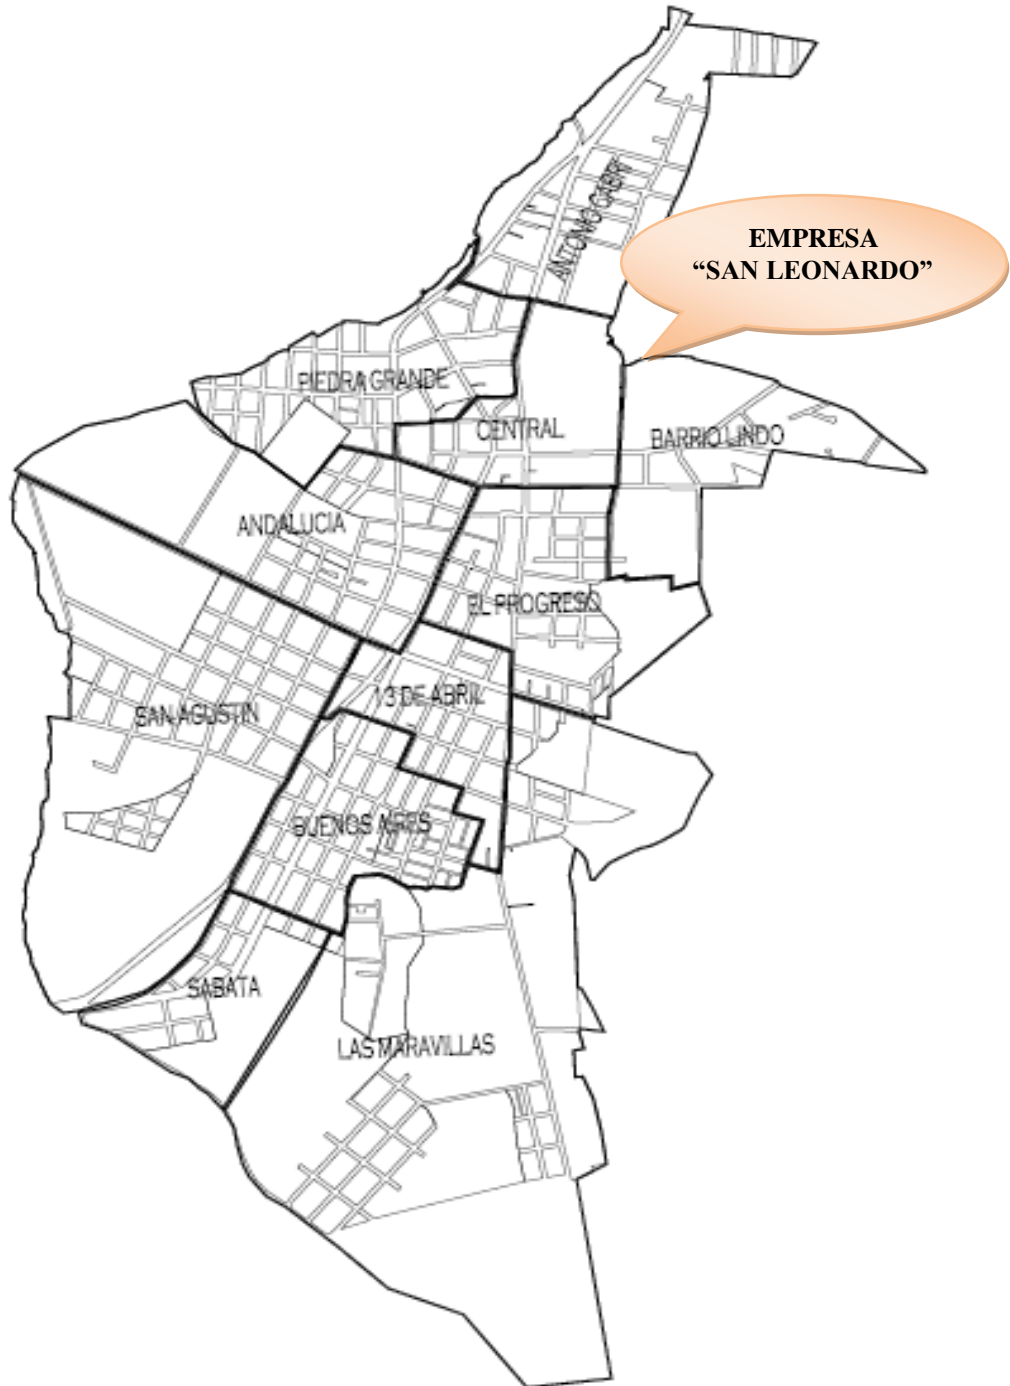 ANTONIO
EMPRESA
“SAN LEONARDO”
PIEDRA GRANDE
CENTRAL
BARRIO LINDO
ANDALUCIA
EL PROGRESO
13 DE ABRIL
SAN AGUSTIN
BUENOS AIRES
SABATA
LAS MARAVILLAS